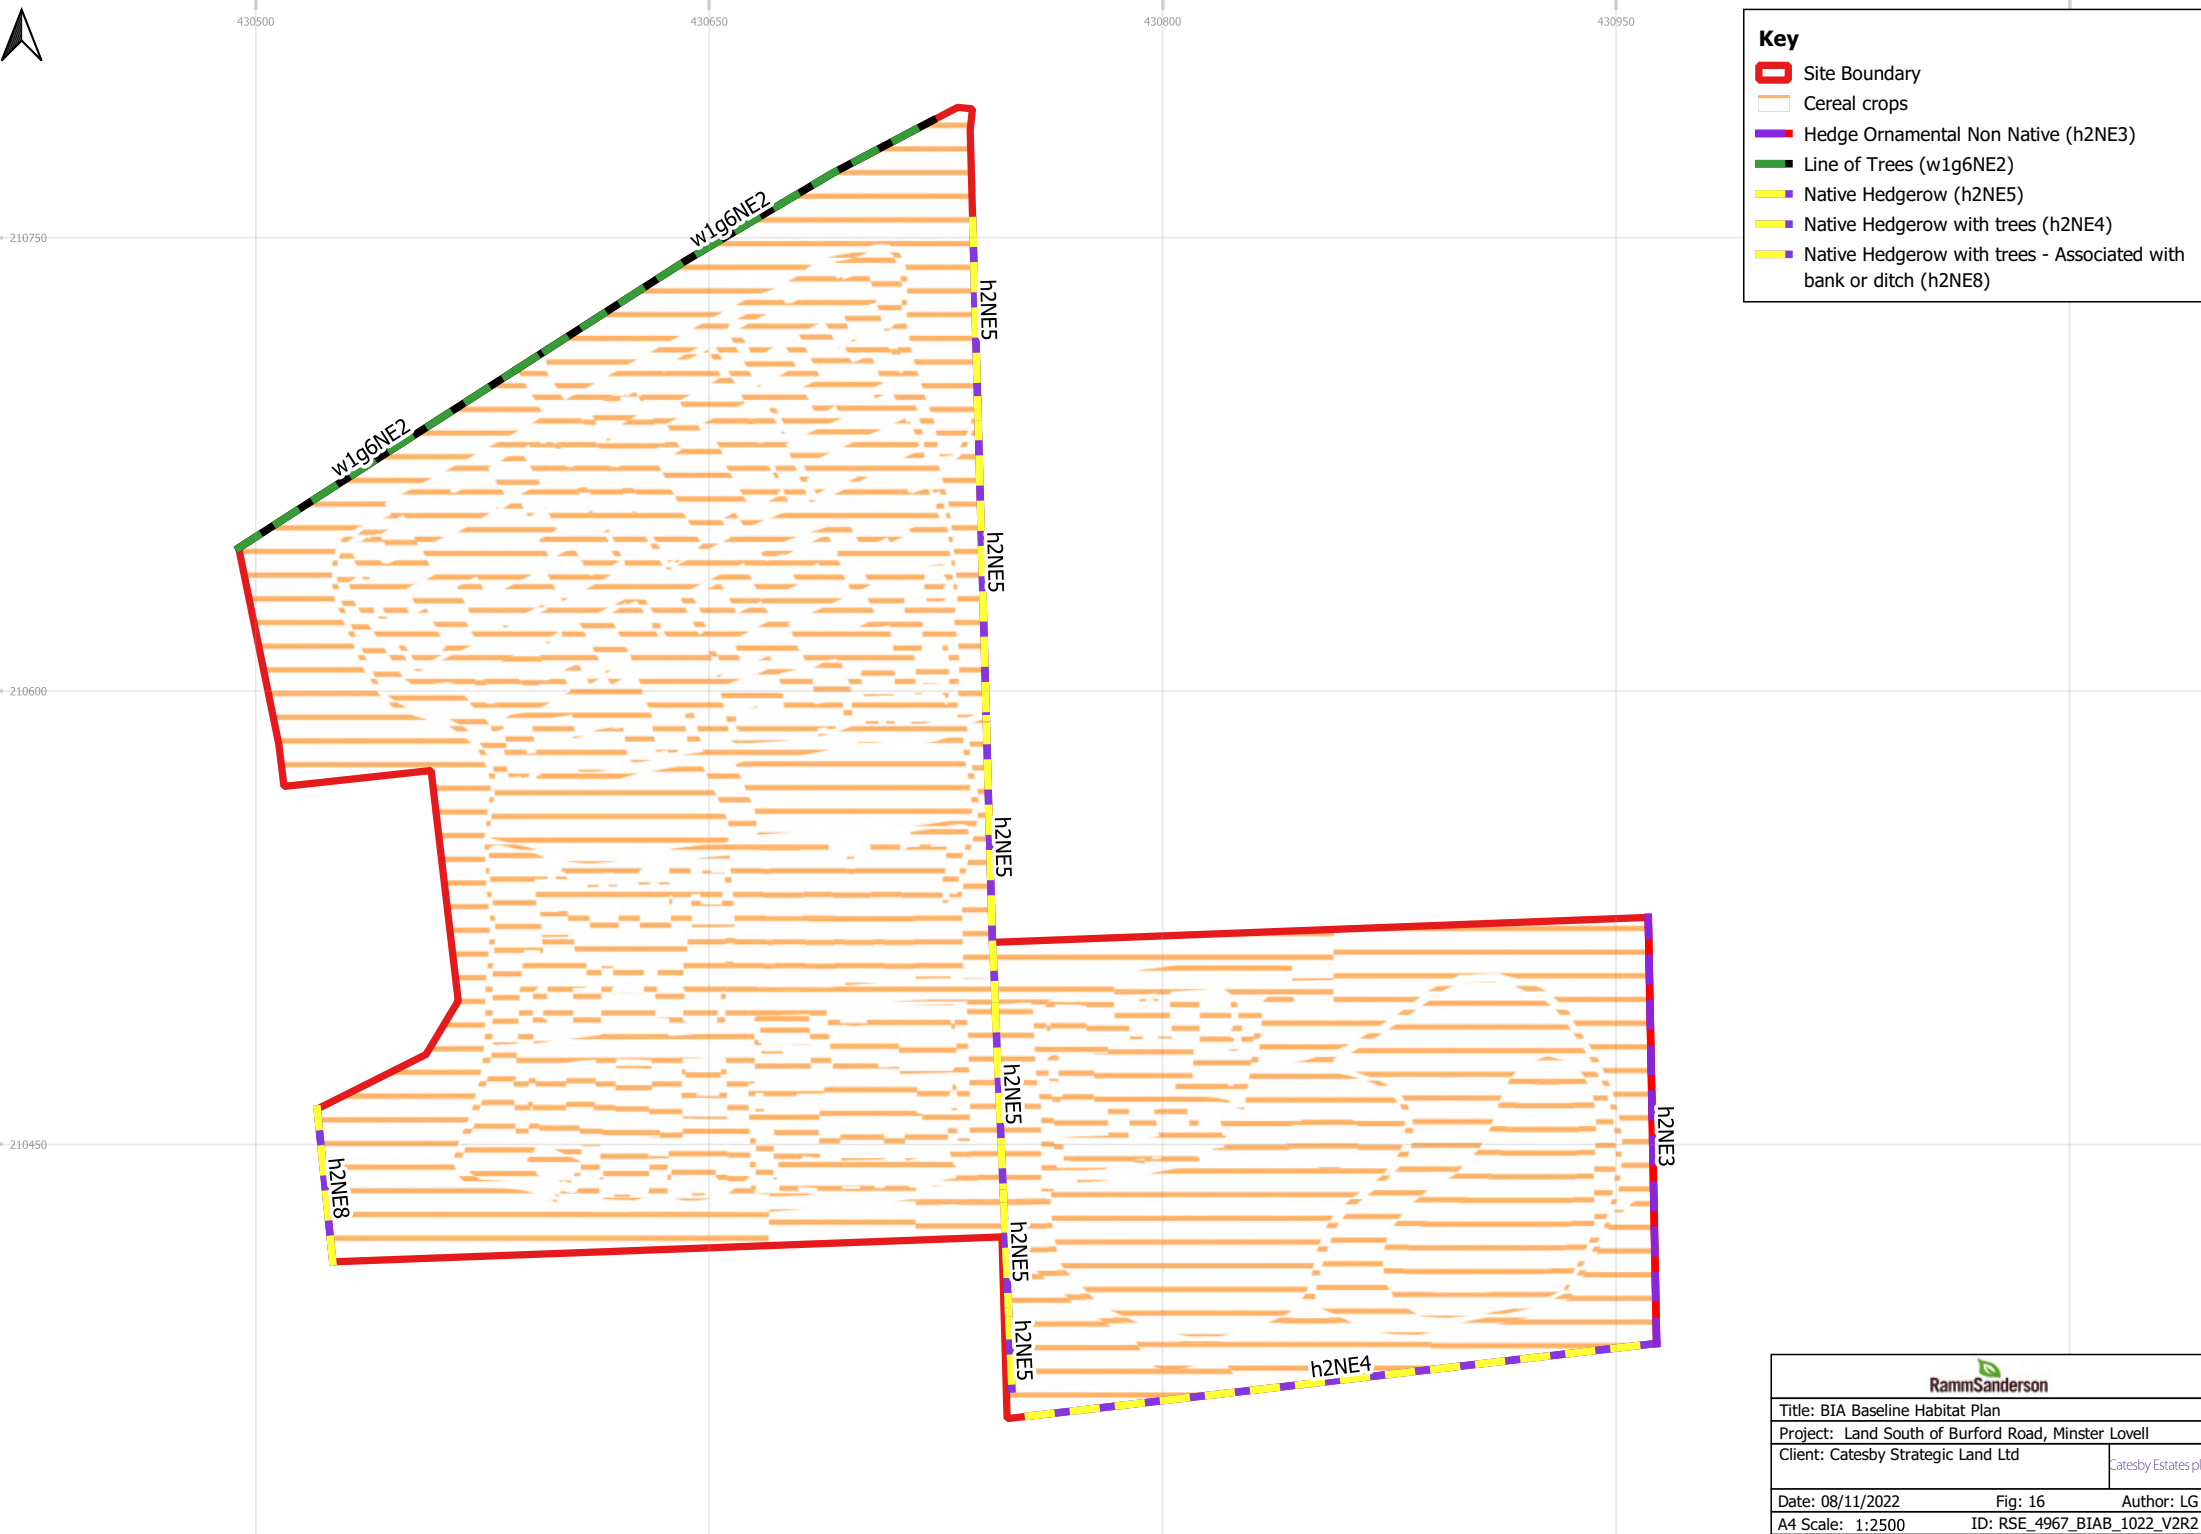 430500
430650
430800
430950
Key
Site Boundary
Cereal crops
Hedge Ornamental Non Native (h2NE3)
Line of Trees (w1g6NE2)
Native Hedgerow (h2NE5)
Native Hedgerow with trees (h2NE4)
Native Hedgerow with trees - Associated with
bank or ditch (h2NE8)
w1g6NE2
210750
h2NE5
w1g6NE2
h2NE5
210600
h2NE5
h2NE5
h2NE3
210450
h2NE8
h2NE5
h2NE5
h2NE4
RammSanderson
Title: BIA Baseline Habitat Plan
Project: Land South of Burford Road, Minster Lovell
Client: Catesby Strategic Land Ltd
Catesby Estates pl
Date: 08/11/2022
Fig: 16
Author: LG
A4 Scale: 1:2500
ID: RSE_4967_BIAB_1022_V2R2